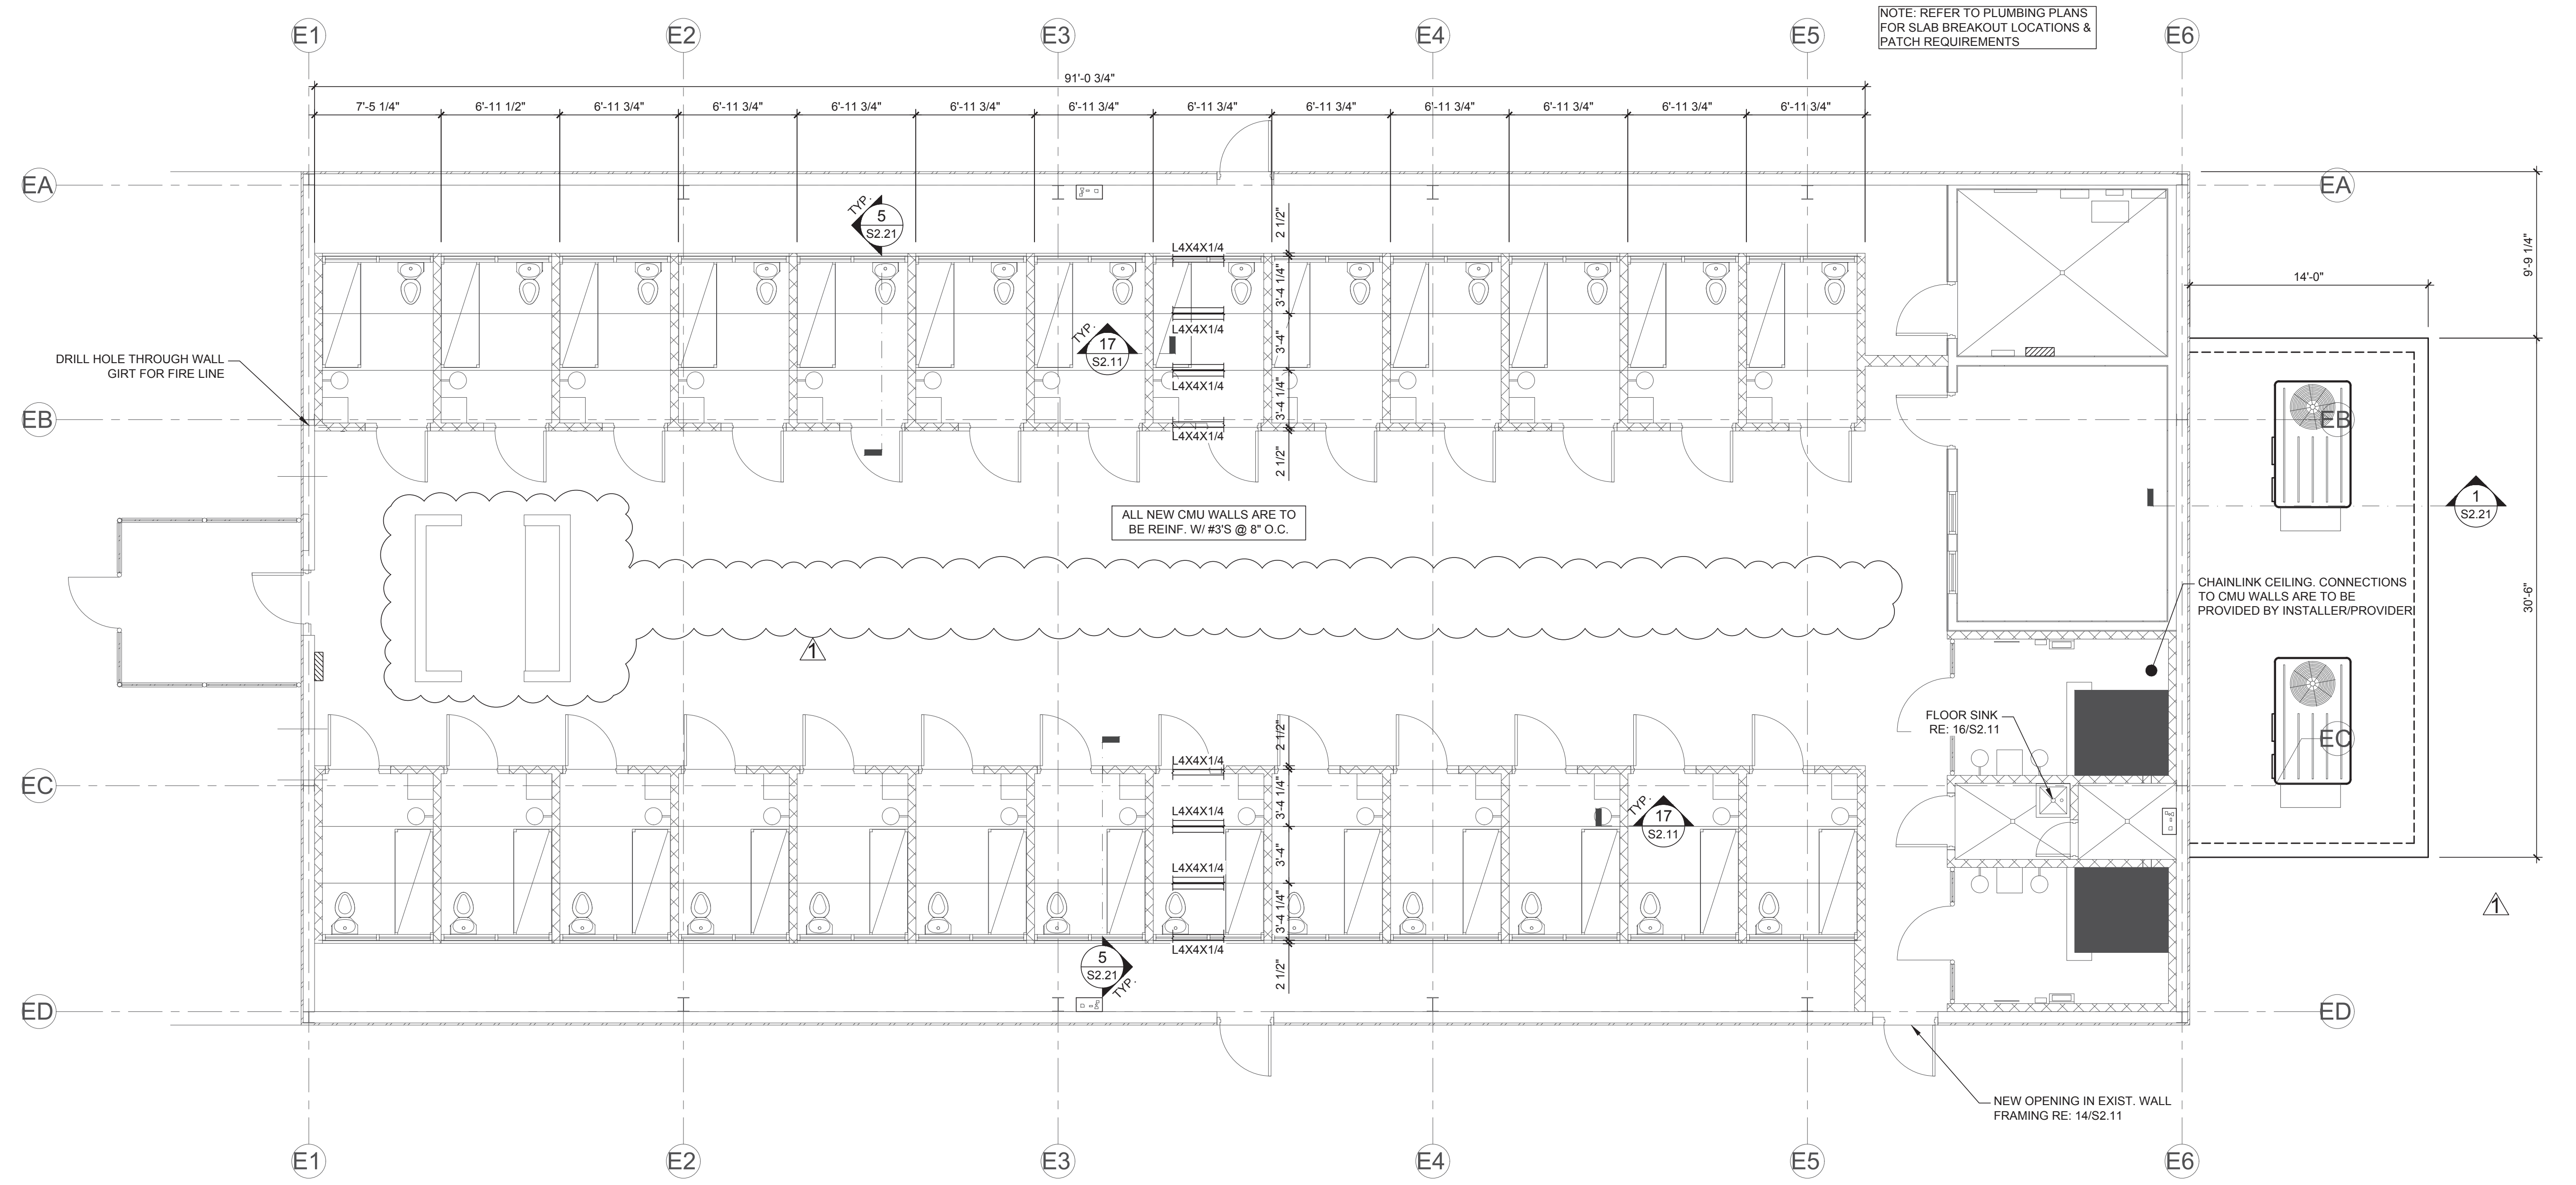 NOTE: REFER TO PLUMBING PLANS
FOR SLAB BREAKOUT LOCATIONS &
PATCH REQUIREMENTS
E1
E2
E3
E4
E5
E6
91'-0 3/4"
7'-5 1/4"
6'-11 1/2"
6'-11 3/4"
6'-11 3/4"
6'-11 3/4"
6'-11 3/4"
6'-11 3/4"
6'-11 3/4"
6'-11 3/4"
6'-11 3/4"
6'-11 3/4"
6'-11 3/4"
6'-11 3/4"
EA
EA
TYP.
5
S2.21
2 1/2"
L4X4X1/4
9'-9 1/4"
14'-0"
3'-4 1/4"
L4X4X1/4
TYP.
17
S2.11
3'-4"
DRILL HOLE THROUGH WALL
GIRT FOR FIRE LINE
L4X4X1/4
3'-4 1/4"
EB
EB
L4X4X1/4
2 1/2"
1
S2.21
ALL NEW CMU WALLS ARE TO
BE REINF. W/ #3'S @ 8" O.C.
CHAINLINK CEILING. CONNECTIONS
TO CMU WALLS ARE TO BE
PROVIDED BY INSTALLER/PROVIDER
30'-6"
1
FLOOR SINK
RE: 16/S2.11
2 1/2"
EC
L4X4X1/4
EC
3'-4 1/4"
L4X4X1/4
TYP.
17
S2.11
3'-4"
L4X4X1/4
3'-4 1/4"
1
L4X4X1/4
5
S2.21
TYP.
2 1/2"
ED
ED
NEW OPENING IN EXIST. WALL
FRAMING RE: 14/S2.11
E1
E2
E3
E4
E5
E6